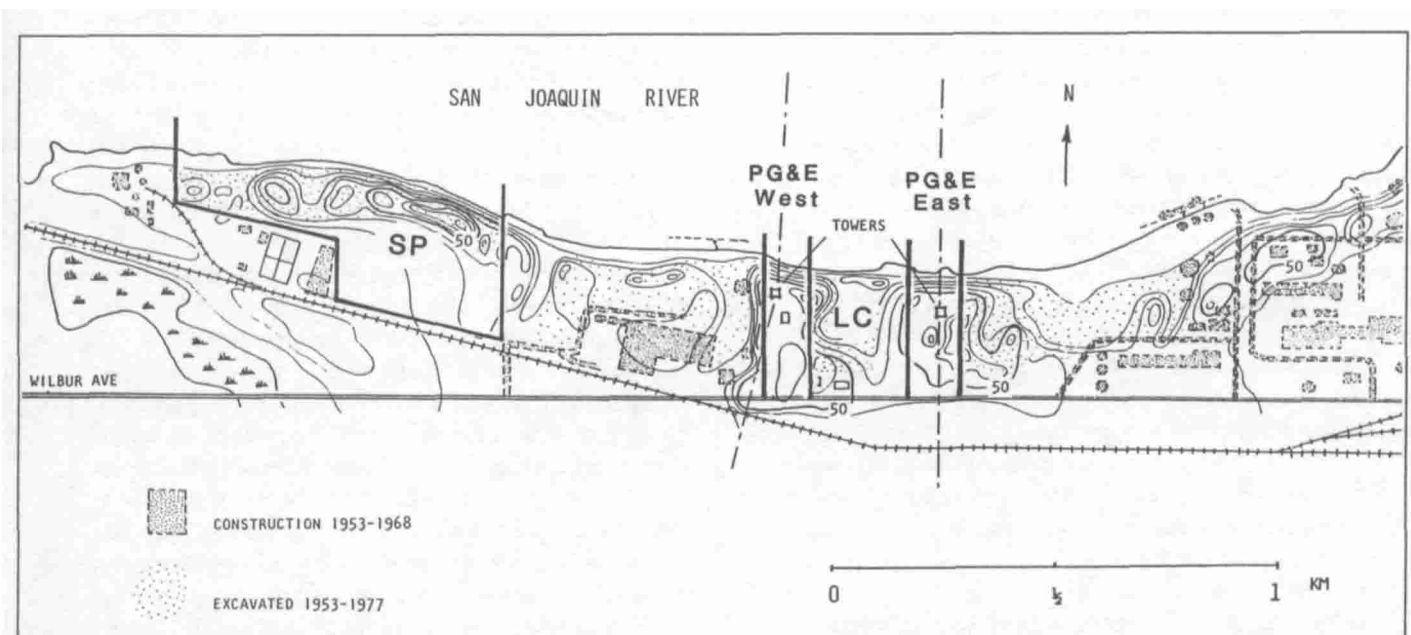 SAN JOAQUIN RIVER
N
PG&E
West
PG&E
East
TOWERS
SP
50
LC
50
WILBUR AVE
1
50
50
CONSTRUCTION 1953-1968
EXCAVATED 1953-1977
0
½
1
KM